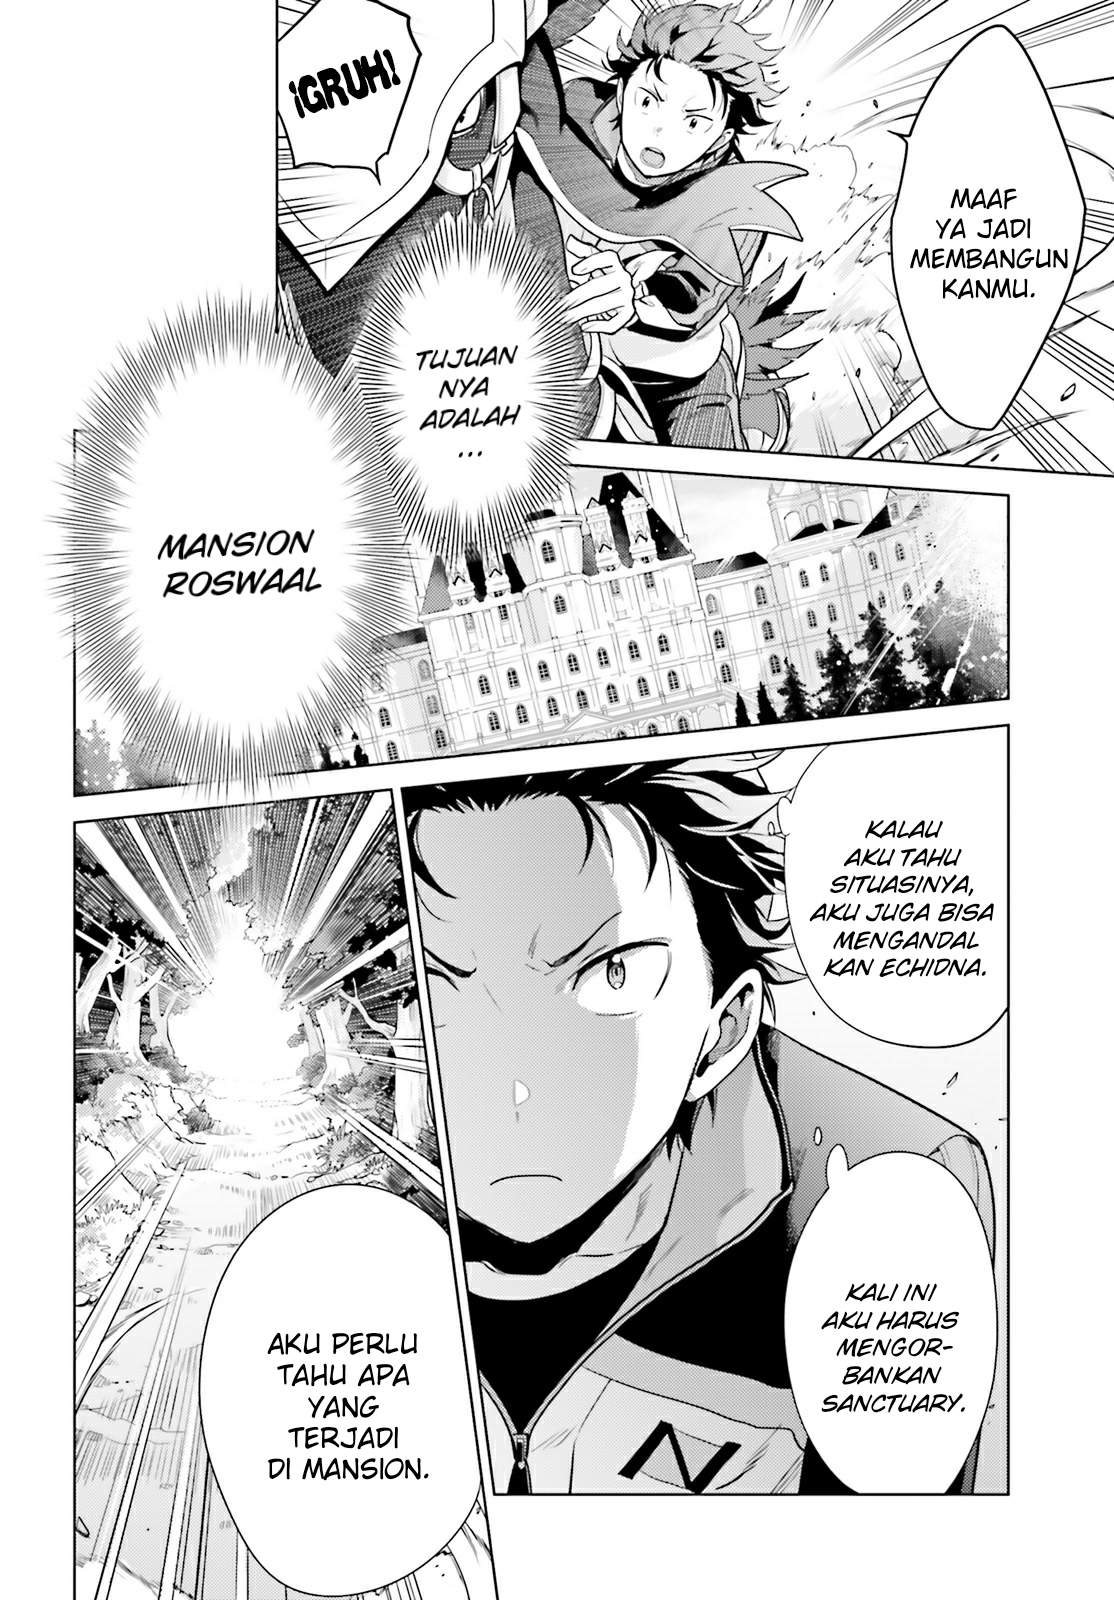 MAAF
YA JADI
MEMBANGUN
KANMU.
¡GRUH!
TUJUAN
NYA
ADALAH
...
MANSION
ROSWAAL
KALAU
AKU TAHU
SITUASINYA,
AKU JUGA BISA
MENGANDAL
KAN ECHIDNA.
KALI INI
AKU HARUS
MENGOR-
BANKAN
SANCTUARY.
N
AKU PERLU
TAHU APA
YANG
TERJADI
DI MANSION.